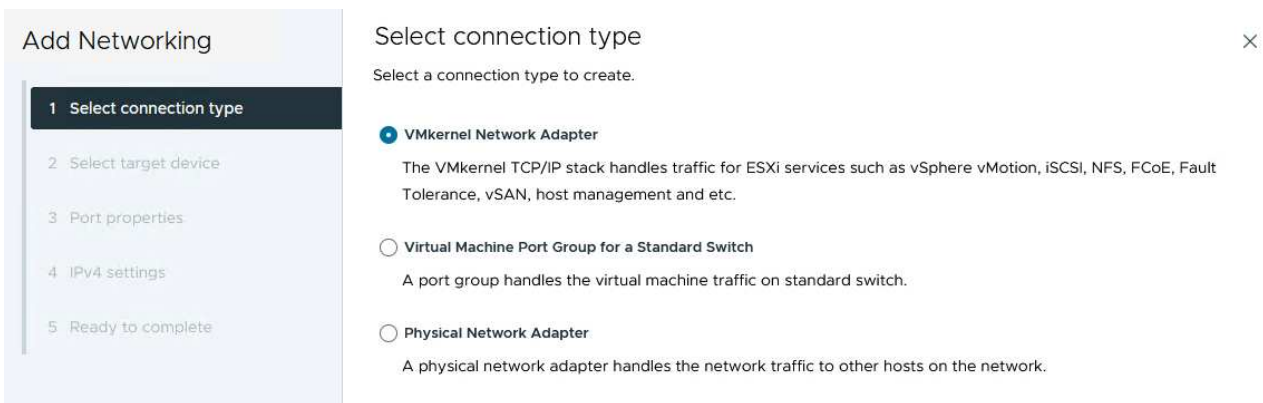 Add Networking
1 Select connection type
2 Select target device
3 Port properties
4 IPv4 settings
5 Ready to complete
Select connection type
Select a connection type to create.
VMkernel Network Adapter
The VMkernel TCP/IP stack handles traffic for ESXi services such as vSphere vMotion, iSCSI, NFS, FCoE, Fault
Tolerance, vSAN, host management and etc.
Virtual Machine Port Group for a Standard Switch
A port group handles the virtual machine traffic on standard switch.
Physical Network Adapter
A physical network adapter handles the network traffic to other hosts on the network.